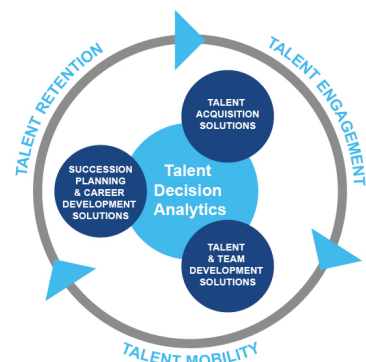 TALENT RETENTION
TALENT ENGAGEMENT
TALENT
ACQUISITION
SOLUTIONS
SUCCESSION
PLANNING
& CAREER
DEVELOPMENT
SOLUTIONS
Talent
Decision
Analytics
TALENT
& TEAM
DEVELOPMENT
SOLUTIONS
TALENT MOBILITY